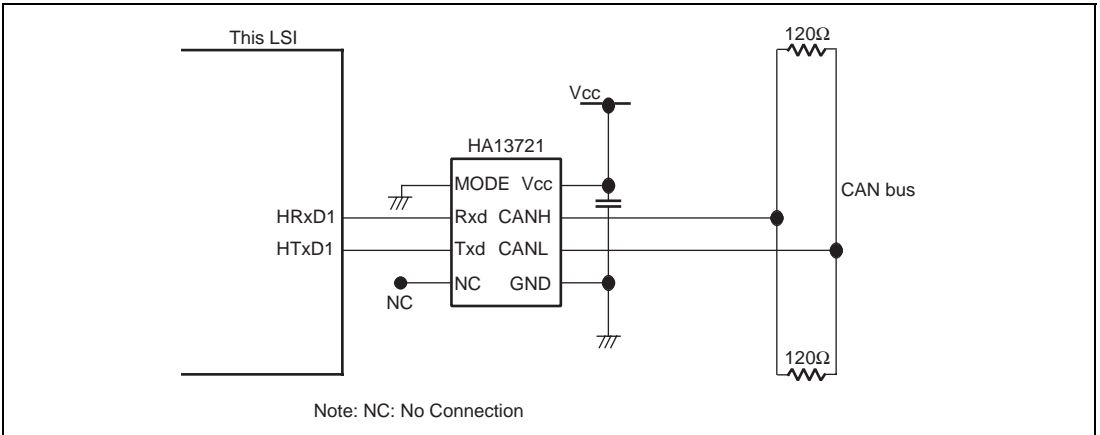 This LSI
120Ω
Vcc
HA13721
MODE Vcc
CAN bus
HRxD1
Rxd CANH
HTxD1
Txd CANL
NC GND
NC
120Ω
Note: NC: No Connection